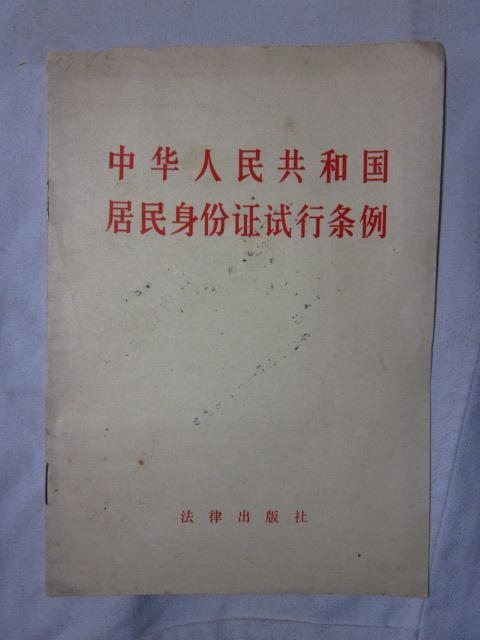 中华人民共和国
居民身份证试行条例
法律出版社